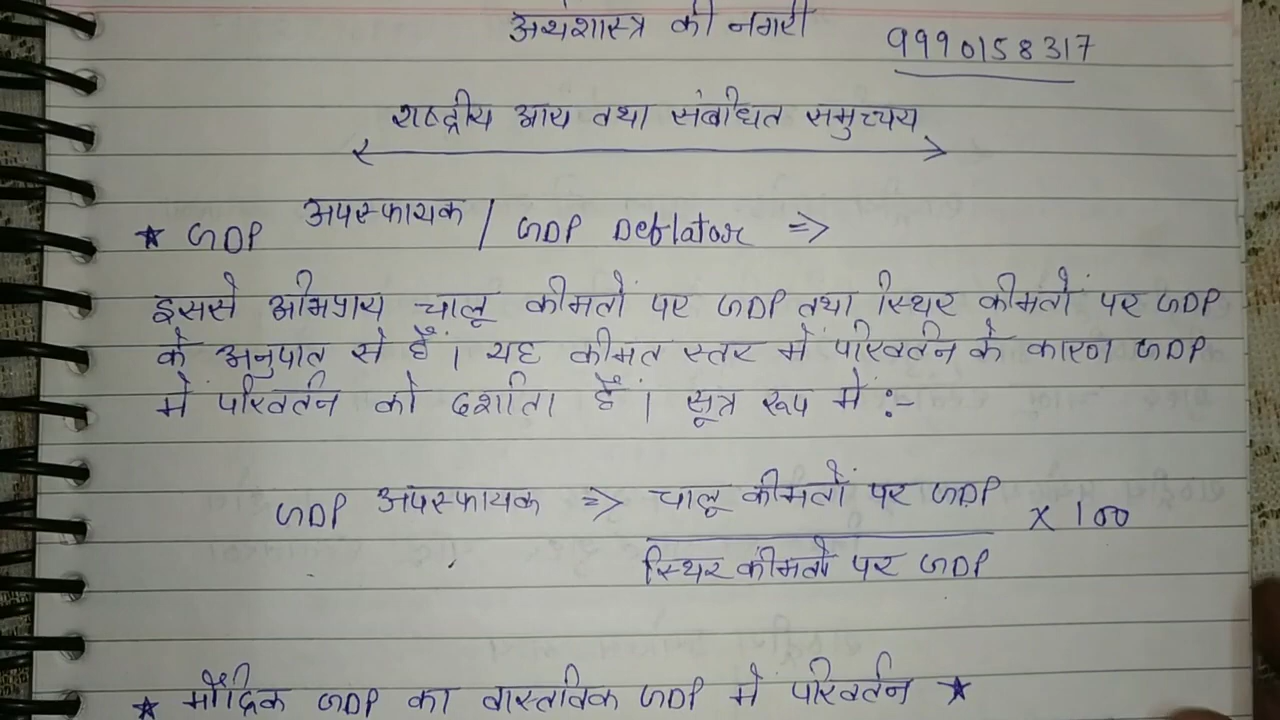 अर्थशास्त्र की नगरी 9990158317
राष्ट्रीय आय तथा संबंधित समुच्चय
★ GDP अपस्फायक / GDP Deflator =>
इससे अभिप्राय चालू कीमतों पर GDP तथा स्थिर कीमतों पर GDP
के अनुपात से हैं। यह कीमत स्तर में परिवर्तन के कारण GDP
में परिवर्तन को दर्शाता हैं। सूत्र रूप में :-
GDP अपस्फायक => चालू कीमतों पर GDP x 100
स्थिर कीमतों पर GDP
★ मौद्रिक GDP का वास्तविक GDP में परिवर्तन ★